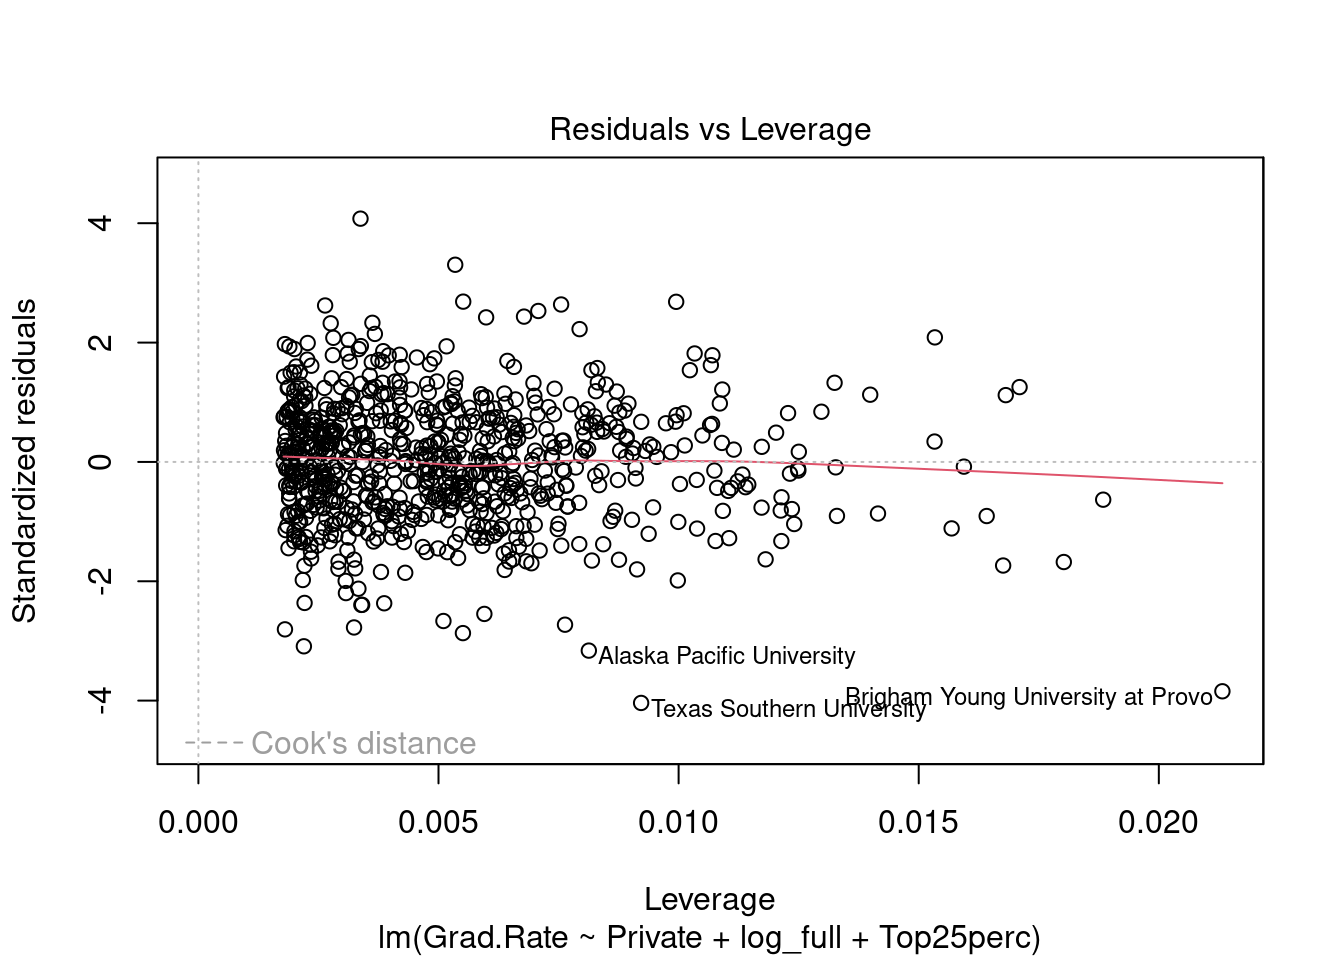 Residuals vs Leverage
Standardized residuals
4
2
0
-2
-4
Alaska Pacific University
Brigham Young University at Provo
Texas Southern University
Cook's distance
0.000 0.005 0.010 0.015 0.020
Leverage
lm(Grad.Rate ~ Private + log_full + Top25perc)